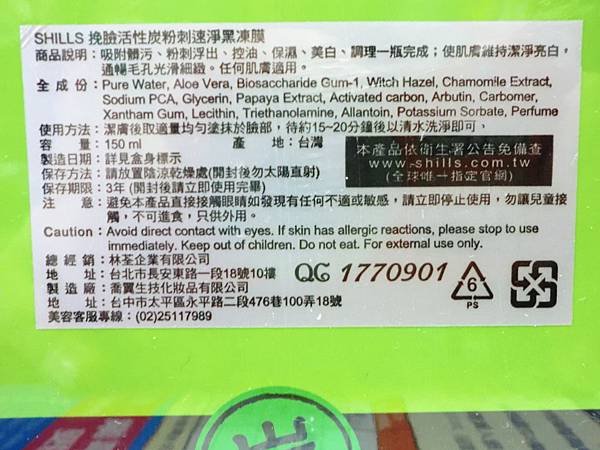 SHILLS 挽臉活性炭粉刺速淨黑凍膜
商品說明：吸附髒污、粉刺浮出、控油、保濕、美白、調理一瓶完成；使肌膚維持潔淨亮白，
通暢毛孔光滑細緻。任何肌膚適用。
全成份：Pure Water, Aloe Vera, Biosaccharide Gum-1, Witch Hazel, Chamomile Extract,
Sodium PCA, Glycerin, Papaya Extract, Activated carbon, Arbutin, Carbomer,
Xantham Gum, Lecithin, Triethanolamine, Allantoin, Potassium Sorbate, Perfume
使用方法：潔膚後取適量均勻塗抹於臉部，待約15~20分鐘後以清水洗淨即可。
容量：150 ml 產地：台灣
製造日期：詳見盒身標示
保存方法：請放置陰涼乾燥處(開封後勿太陽直射)
保存期限：3年(開封後請立即使用完畢)
本產品依衛生署公告免備查
www.shills.com.tw
(全球唯一指定官網)
注意：避免本產品直接接觸眼睛如發現有任何不適或敏感，請立即停止使用，勿讓兒童接
觸，不可進食，只供外用。
Caution : Avoid direct contact with eyes. If skin has allergic reactions, please stop to use
immediately. Keep out of children. Do not eat. For external use only.
總經銷：林荃企業有限公司
地址：台北市長安東路一段18號10樓
製造廠：喬翼生技化妝品有限公司
地址：台中市太平區永平路二段476巷100弄18號
美容客服專線：(02)25117989
QC 1770901
6
PS